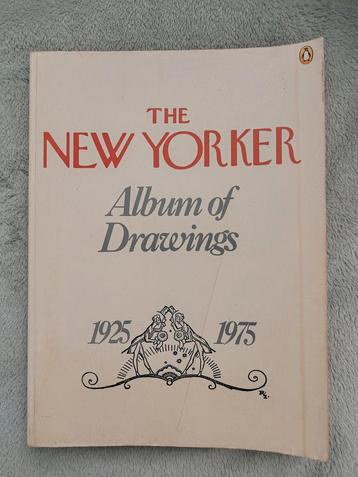 THE
NEW YORKER
Album of
Drawings
1925 1975